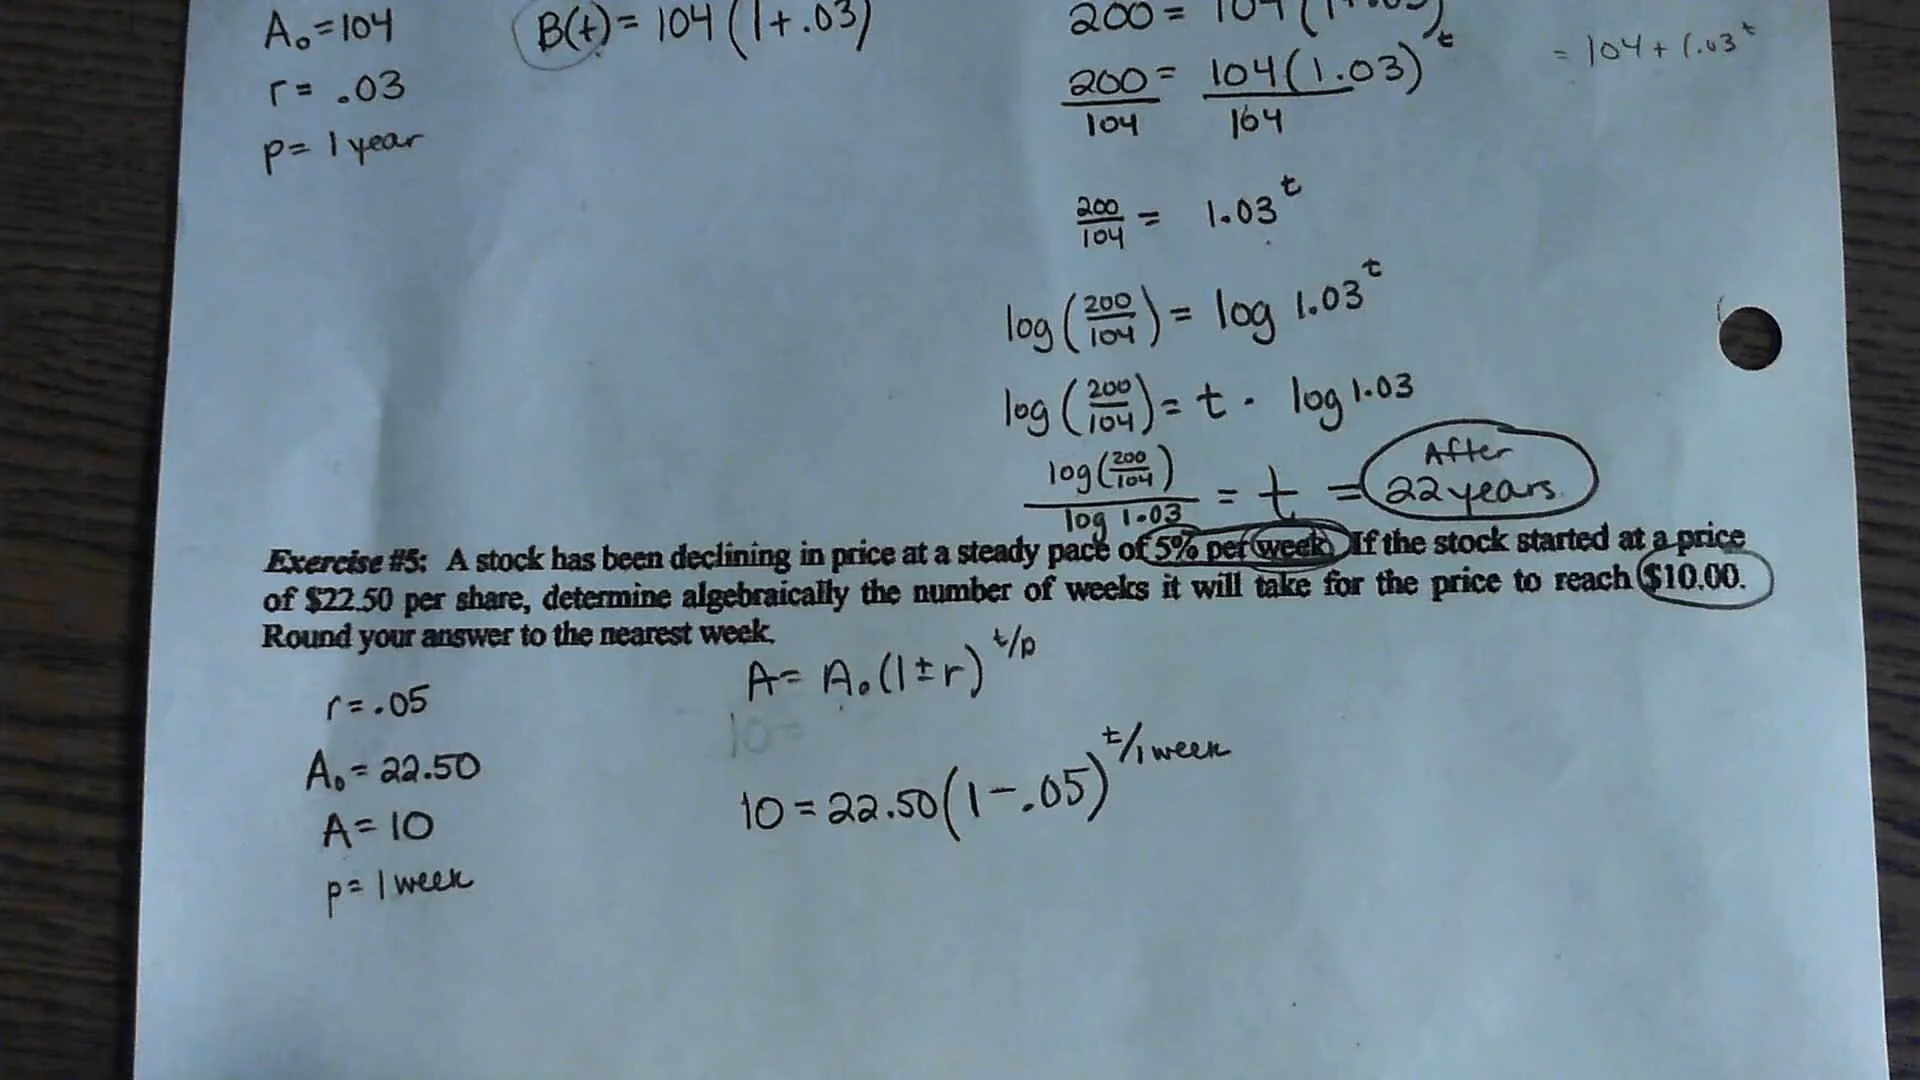 A₀=104
r= .03
p= 1 year
B(t)= 104(1+.03)
200 = 104(1+.03)
200 = 104(1.03)^t
104 164
= 104+1.03^t
200/104 = 1.03^t
log(200/104) = log 1.03^t
log(200/104) = t · log 1.03
log(200/104) / log 1.03 = t = After 22 years.
Exercise #5: A stock has been declining in price at a steady pace of 5% per week. If the stock started at a price
of $22.50 per share, determine algebraically the number of weeks it will take for the price to reach $10.00.
Round your answer to the nearest week.
r=.05
A₀=22.50
A=10
p= 1 week
A= A₀(1±r)^t/p
10=
10 = 22.50(1-.05)^t/1 week